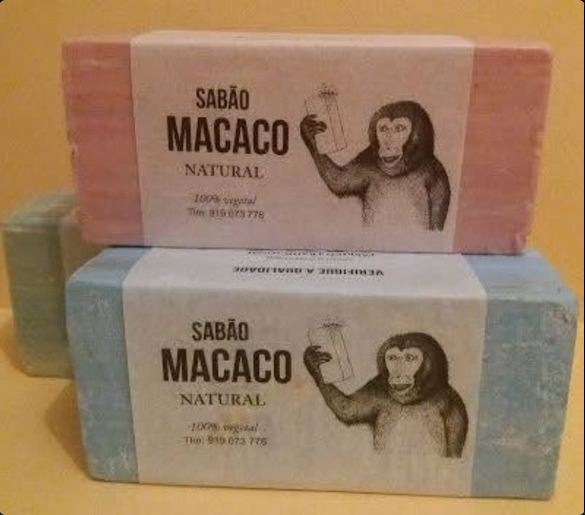 SABÃO
MACACO
NATURAL
100% vegetal
Tlm: 919 073 776
VERIFIQUE A QUALIDADE
SABÃO
MACACO
NATURAL
100% vegetal
Tlm: 919 073 776